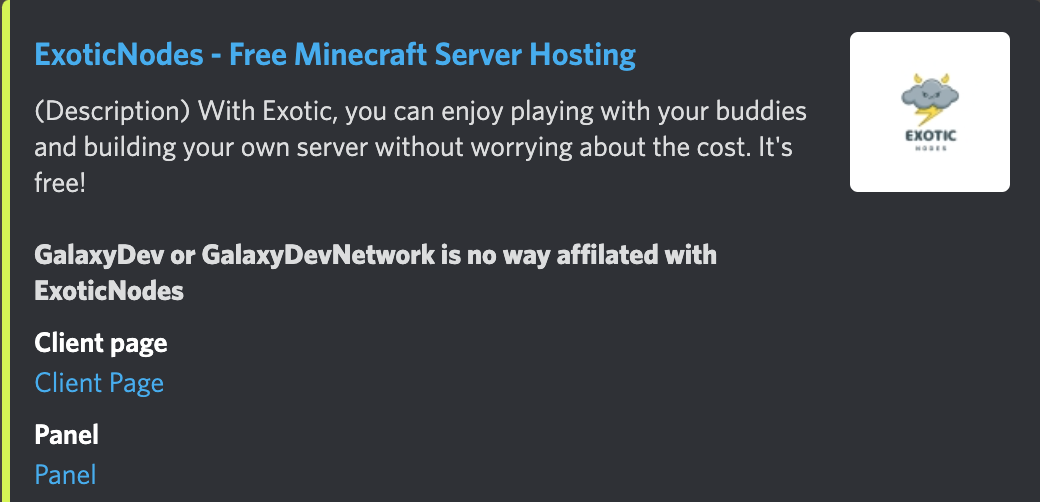 ExoticNodes - Free Minecraft Server Hosting
(Description) With Exotic, you can enjoy playing with your buddies
and building your own server without worrying about the cost. It's
free!
EXOTIC
NODES
GalaxyDev or GalaxyDevNetwork is no way affilated with
ExoticNodes
Client page
Client Page
Panel
Panel